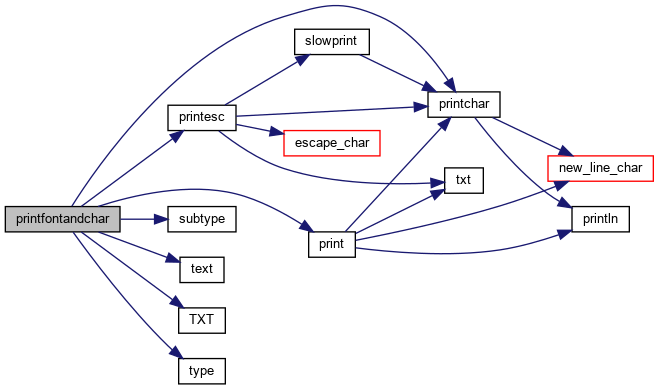 slowprint
printchar
printesc
escape_char
new_line_char
txt
printfontandchar
subtype
println
print
text
TXT
type